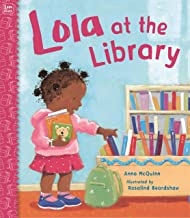 Lola at the
Library
Anna McQuinn
Illustrated by
Rosalind Beardshaw